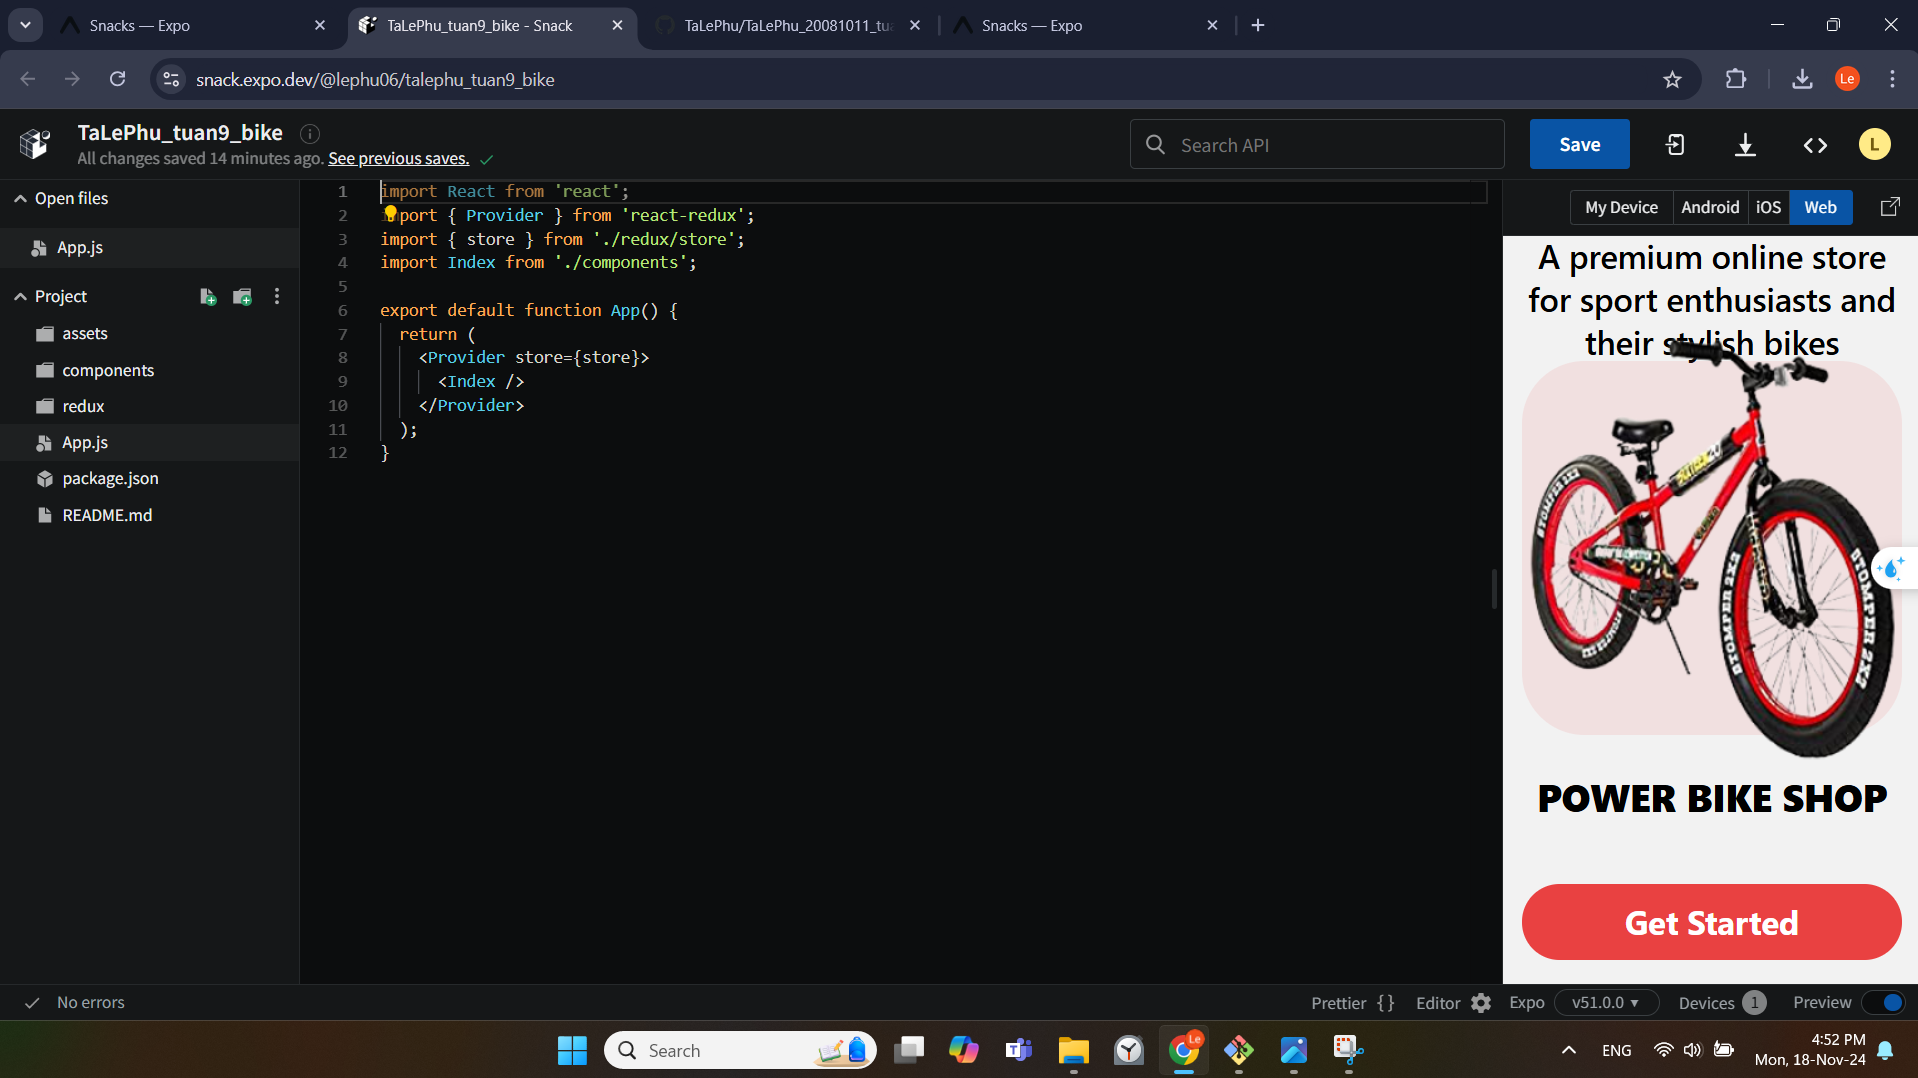 Snacks — Expo
TaLePhu_tuan9_bike - Snack
TaLePhu/TaLePhu_20081011_tu
Snacks — Expo
snack.expo.dev/@lephu06/talephu_tuan9_bike
Le
TaLePhu_tuan9_bike
All changes saved 14 minutes ago. See previous saves.
Search API
Save
L
Open files
App.js
Project
assets
components
redux
App.js
package.json
README.md
1 import React from 'react';
2 import { Provider } from 'react-redux';
3 import { store } from './redux/store';
4 import Index from './components';
5
6 export default function App() {
7 return (
8 <Provider store={store}>
9 <Index />
10 </Provider>
11 );
12 }
My Device Android iOS Web
A premium online store
for sport enthusiasts and
their stylish bikes
STOMPER 2X2
STOMPER 2X2
POWER BIKE SHOP
Get Started
No errors
Prettier {} Editor Expo v51.0.0 Devices 1 Preview
Search
Le
ENG
4:52 PM
Mon, 18-Nov-24